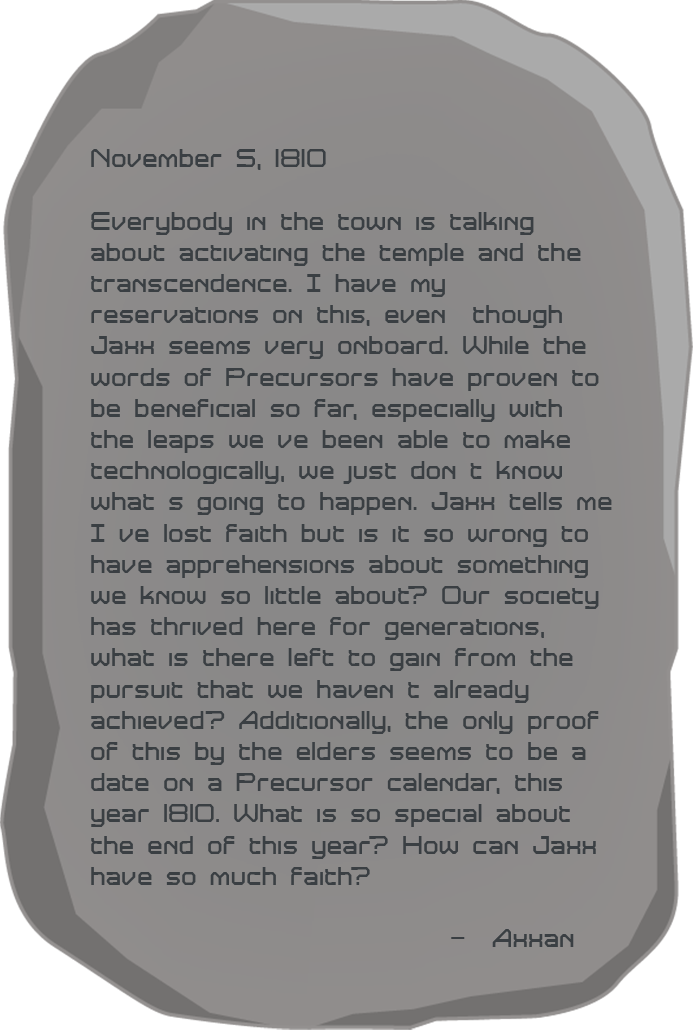 November 5, 1810
Everybody in the town is talking
about activating the temple and the
transcendence. I have my
reservations on this, even though
Jaxx seems very onboard. While the
words of Precursors have proven to
be beneficial so far, especially with
the leaps we ve been able to make
technologically, we just don t know
what s going to happen. Jaxx tells me
I ve lost faith but is it so wrong to
have apprehensions about something
we know so little about? Our society
has thrived here for generations,
what is there left to gain from the
pursuit that we haven t already
achieved? Additionally, the only proof
of this by the elders seems to be a
date on a Precursor calendar, this
year 1810. What is so special about
the end of this year? How can Jaxx
have so much faith?
- Axxan